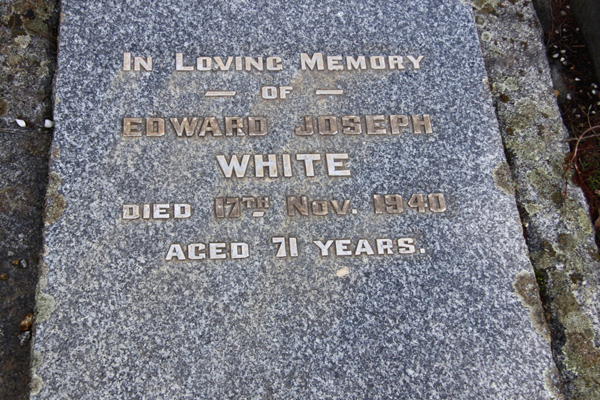 In Loving Memory
— OF —
EDWARD JOSEPH
WHITE
DIED 17TH Nov. 1940
AGED 71 YEARS.